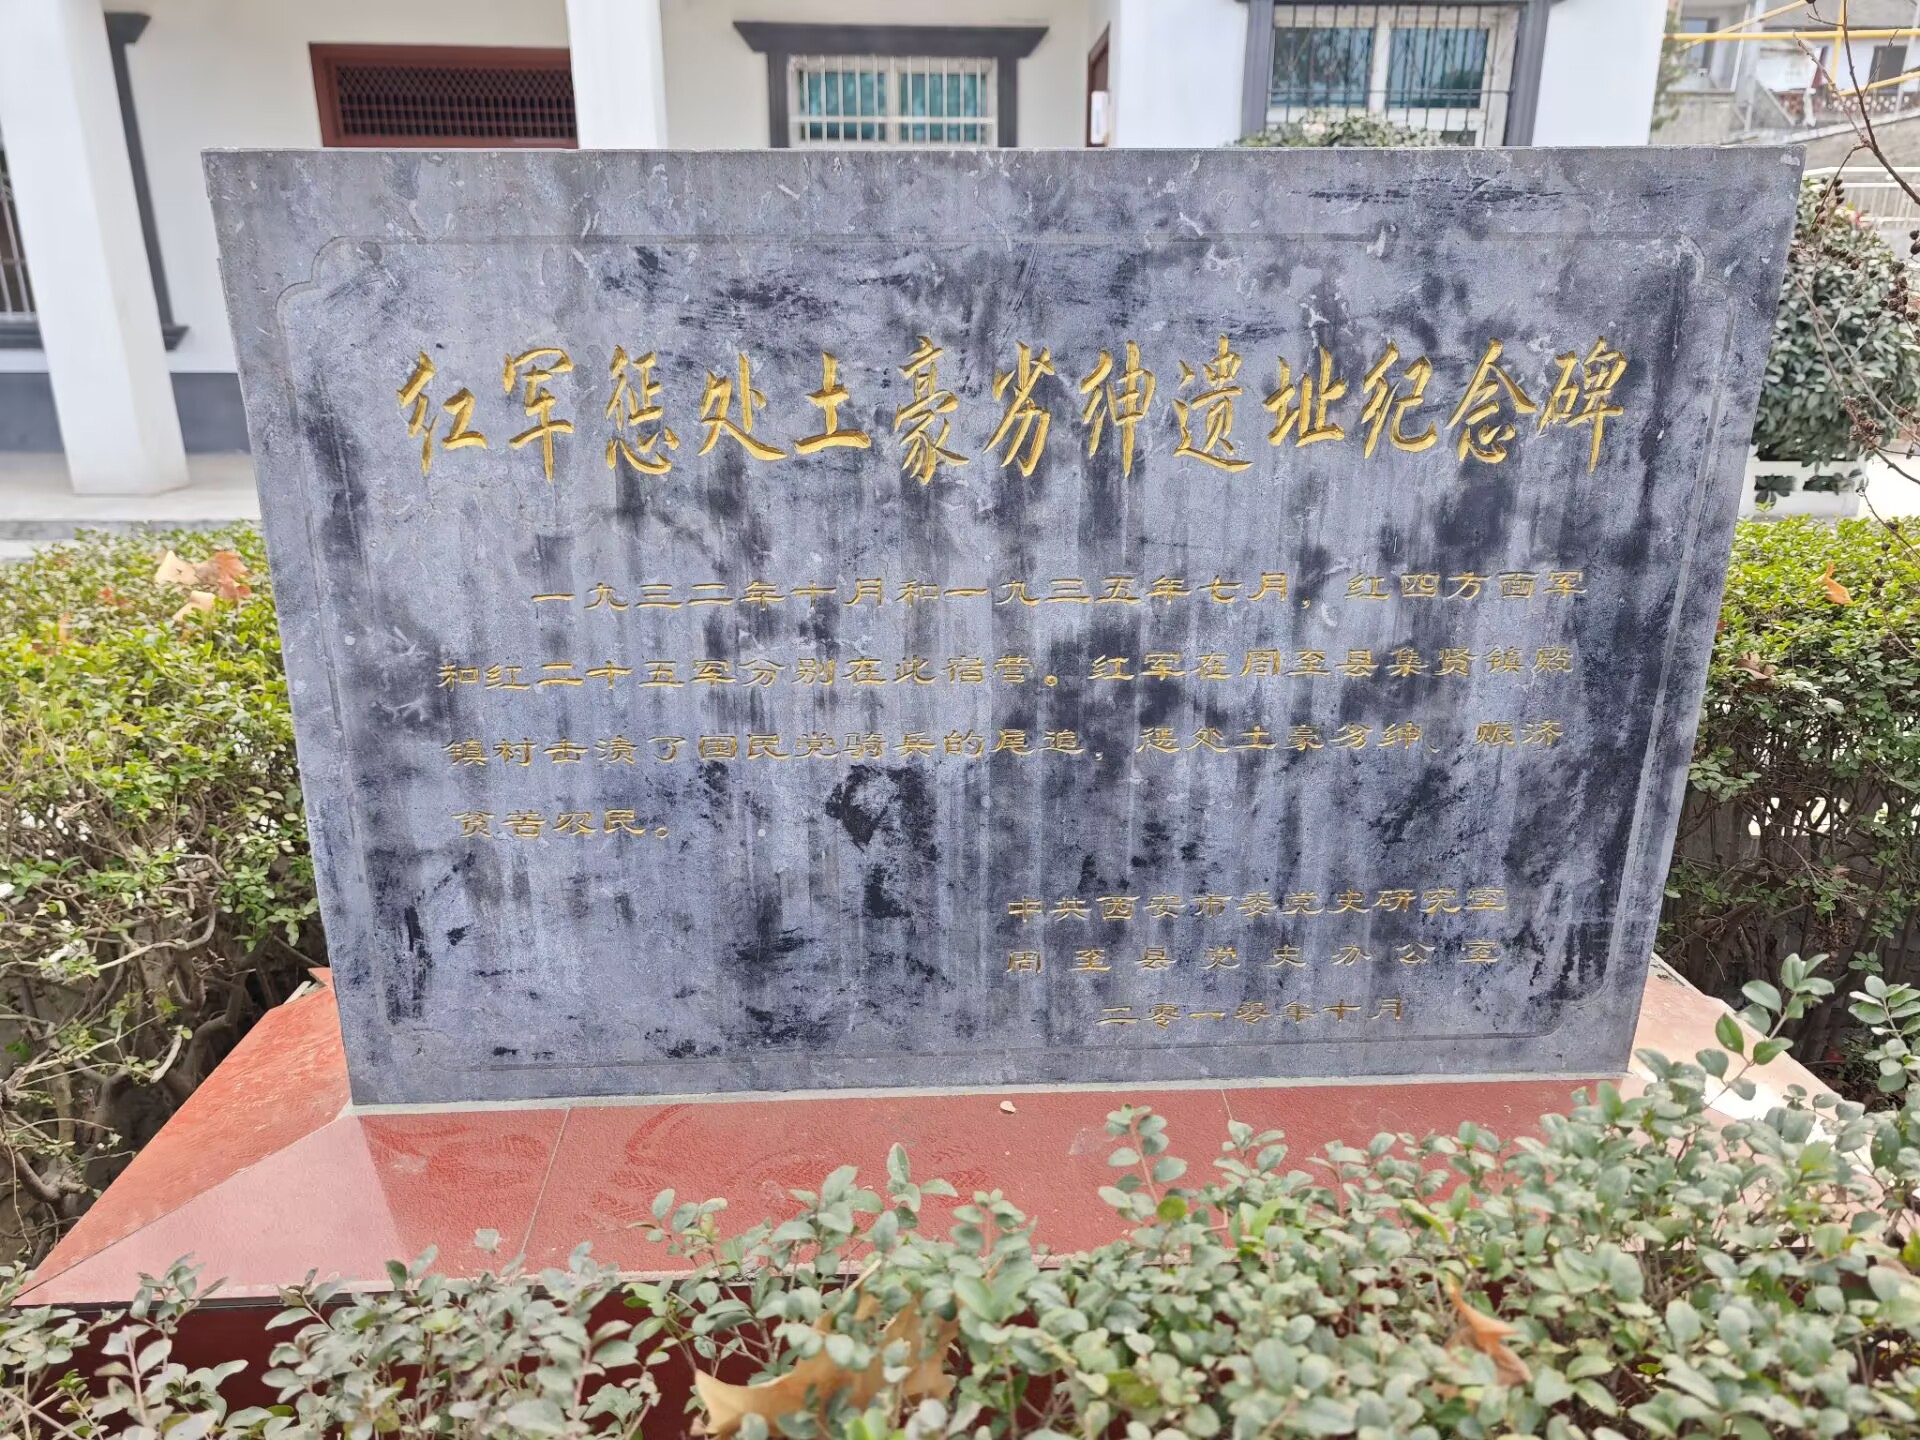 红军惩处土豪劣绅遗址纪念碑
一九三二年十月和一九三五年七月，红四方面军
和红二十五军分别在此宿营。红军在周至县集贤镇殿
镇村击溃了国民党骑兵的尾追，惩处土豪劣绅、赈济
贫苦农民。
中共西安市委党史研究室
周至县党史办公室
二零一零年十月